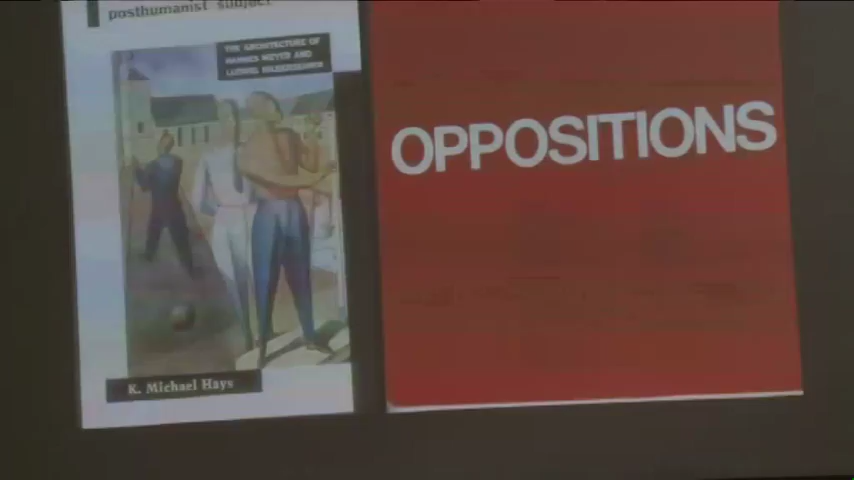 posthumanist subject
THE ARCHITECTURE OF
HANNES MEYER AND
LUDWIG HILBERSEIMER
K. Michael Hays
OPPOSITIONS